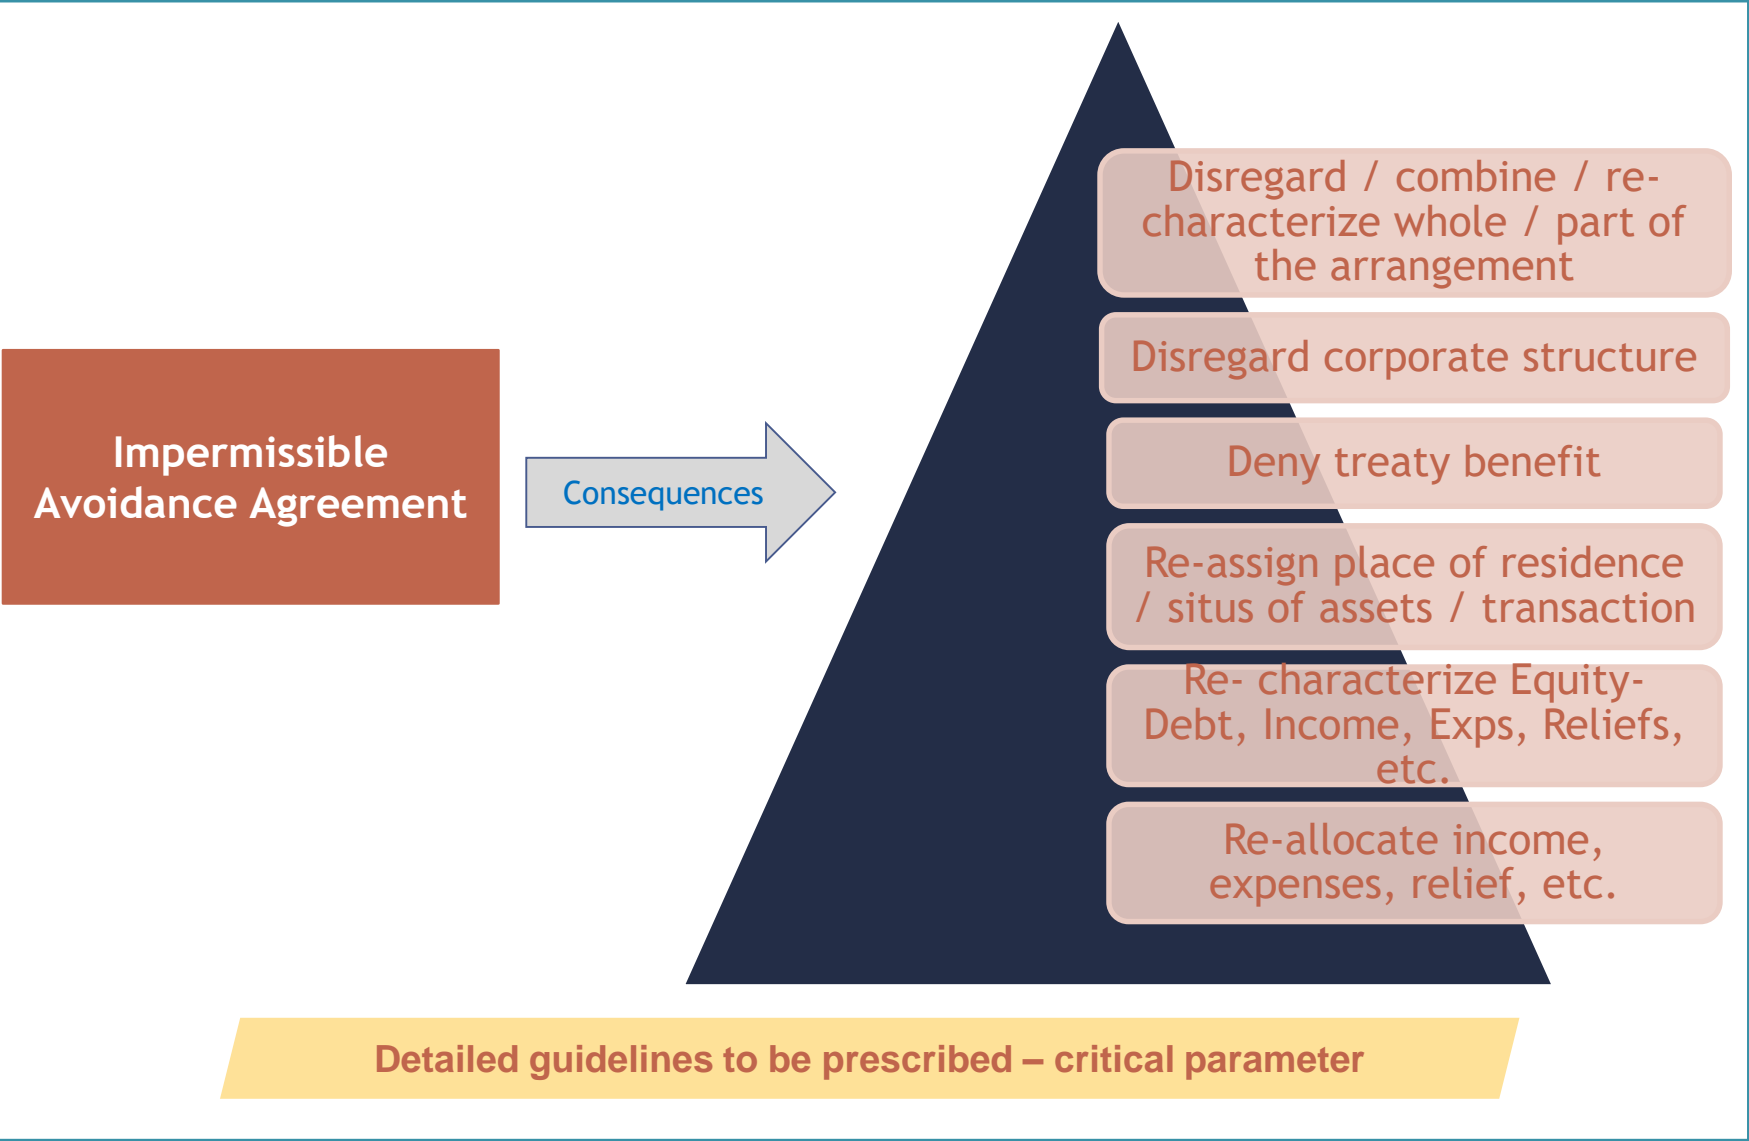 Impermissible
Avoidance Agreement
Consequences
Disregard / combine / re-
characterize whole / part of
the arrangement
Disregard corporate structure
Deny treaty benefit
Re-assign place of residence
/ situs of assets / transaction
Re- characterize Equity-
Debt, Income, Exps, Reliefs,
etc.
Re-allocate income,
expenses, relief, etc.
Detailed guidelines to be prescribed – critical parameter